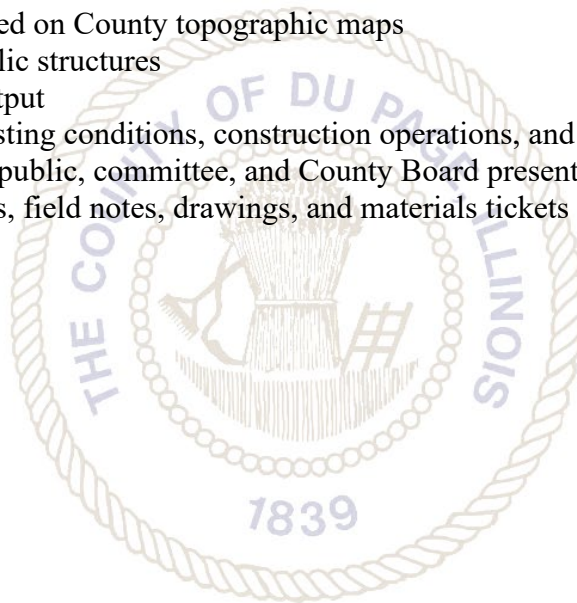 ed on County topographic maps
lic structures
tput
sting conditions, construction operations, and
public, committee, and County Board present
s, field notes, drawings, and materials tickets
THE COUNTY OF DU PAGE ILLINOIS
1839